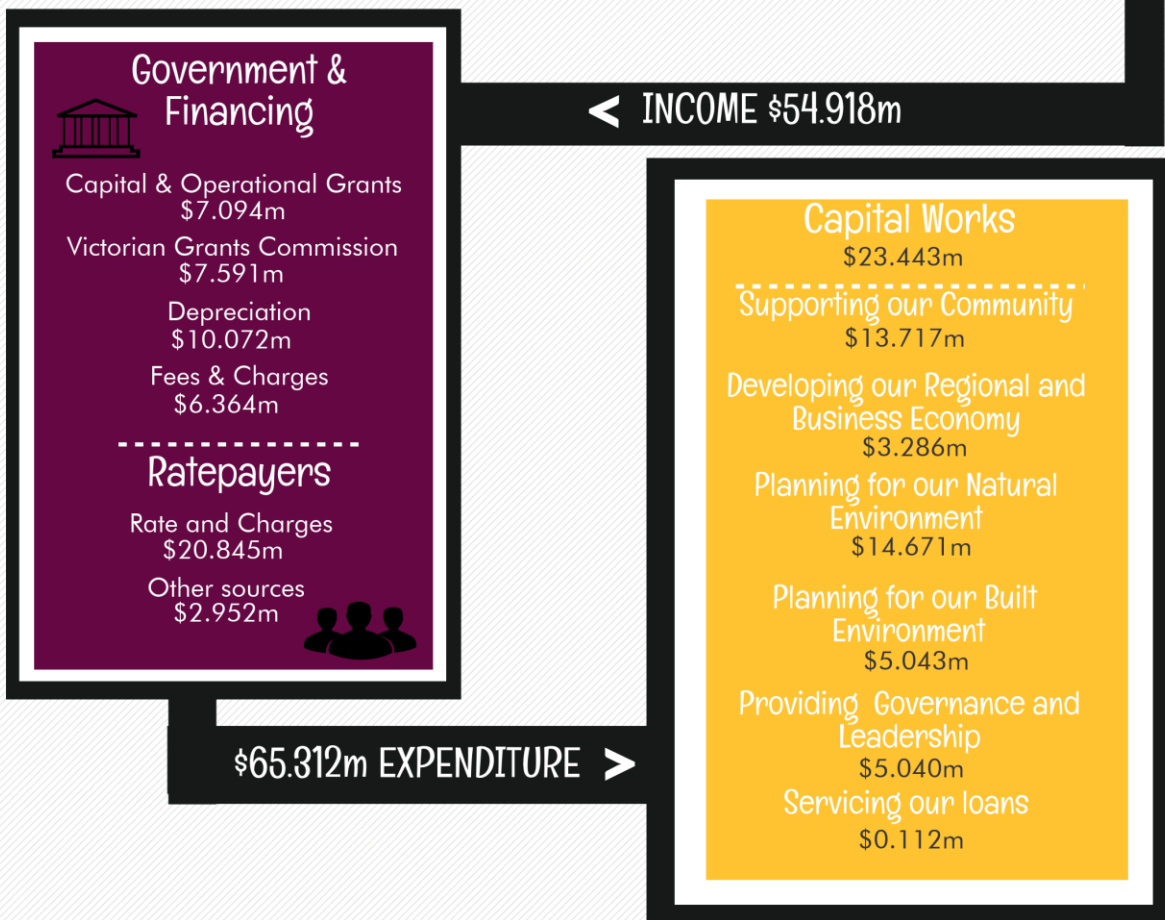 Government &
Financing
Capital & Operational Grants
$7.094m
Victorian Grants Commission
$7.591m
Depreciation
$10.072m
Fees & Charges
$6.364m
Ratepayers
Rate and Charges
$20.845m
Other sources
$2.952m
< INCOME $54.918m
$65.312m EXPENDITURE >
Capital Works
$23.443m
Supporting our Community
$13.717m
Developing our Regional and
Business Economy
$3.286m
Planning for our Natural
Environment
$14.671m
Planning for our Built
Environment
$5.043m
Providing Governance and
Leadership
$5.040m
Servicing our loans
$0.112m